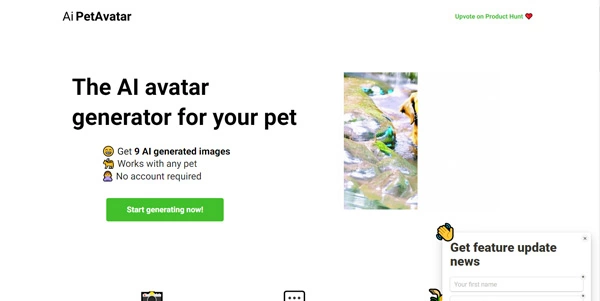 Ai PetAvatar
Upvote on Product Hunt
The AI avatar
generator for your pet
Get 9 AI generated images
Works with any pet
No account required
Start generating now!
Get feature update
news
Your first name